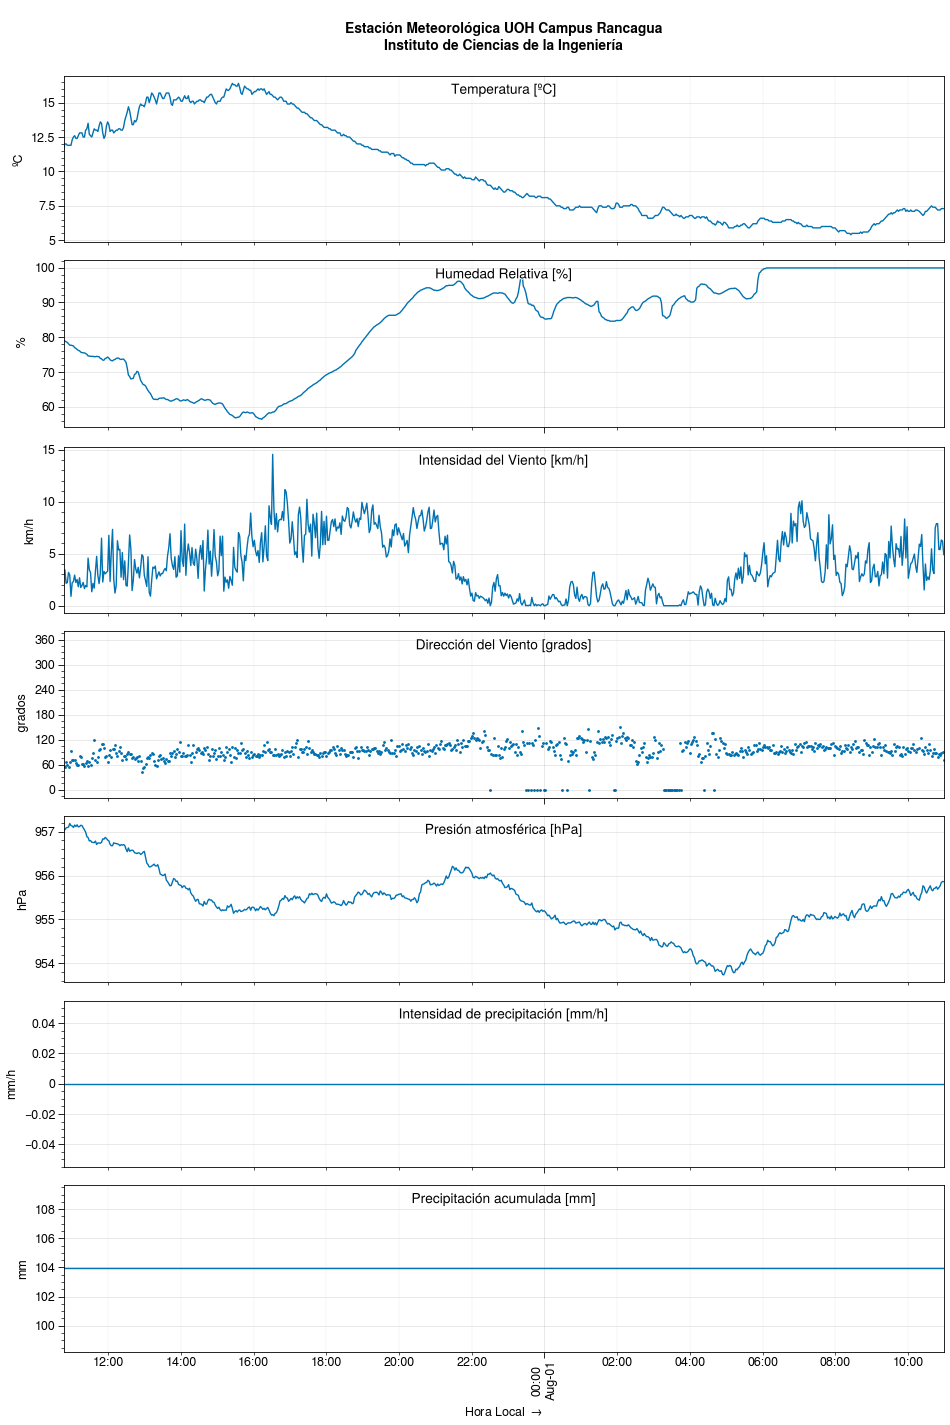 Estación Meteorológica UOH Campus Rancagua
Instituto de Ciencias de la Ingeniería
Temperatura [ºC]
ºC
15
12.5
10
7.5
5
Humedad Relativa [%]
%
100
90
80
70
60
Intensidad del Viento [km/h]
km/h
15
10
5
0
Dirección del Viento [grados]
grados
360
300
240
180
120
60
0
Presión atmosférica [hPa]
hPa
957
956
955
954
Intensidad de precipitación [mm/h]
mm/h
0.04
0.02
0
−0.02
−0.04
Precipitación acumulada [mm]
mm
108
106
104
102
100
12:00 14:00 16:00 18:00 20:00 22:00 00:00 02:00 04:00 06:00 08:00 10:00
Aug-01
Hora Local →